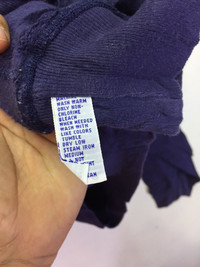 WASH WARM
ONLY NON-
CHLORINE
BLEACH
WHEN NEEDED
WASH WITH
LIKE COLORS
TUMBLE
DRY LOW
STEAM IRON
MEDIUM